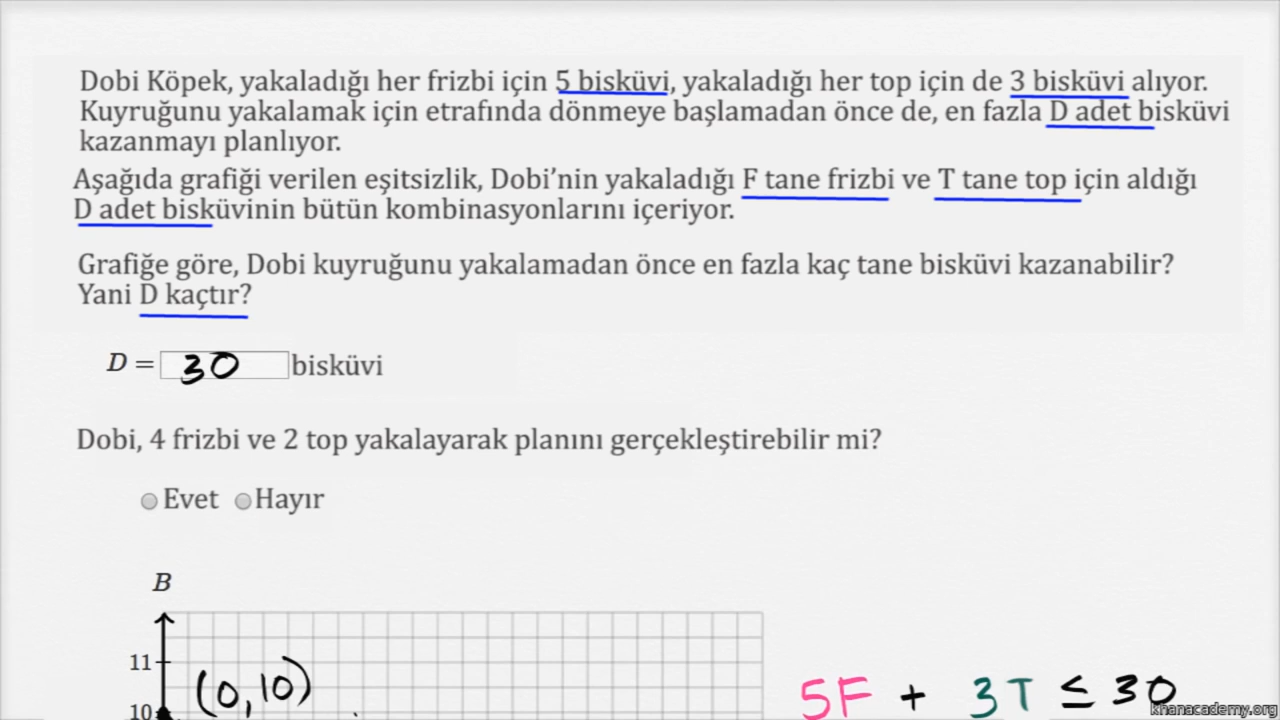 Dobi Köpek, yakaladığı her frizbi için 5 bisküvi, yakaladığı her top için de 3 bisküvi alıyor.
Kuyruğunu yakalamak için etrafında dönmeye başlamadan önce de, en fazla D adet bisküvi
kazanmayı planlıyor.
Aşağıda grafiği verilen eşitsizlik, Dobi’nin yakaladığı F tane frizbi ve T tane top için aldığı
D adet bisküvinin bütün kombinasyonlarını içeriyor.
Grafiğe göre, Dobi kuyruğunu yakalamadan önce en fazla kaç tane bisküvi kazanabilir?
Yani D kaçtır?
D = 30 bisküvi
Dobi, 4 frizbi ve 2 top yakalayarak planını gerçekleştirebilir mi?
Evet Hayır
B
11
(0,10)
5F + 3T ≤ 30
10
khanacademy.org